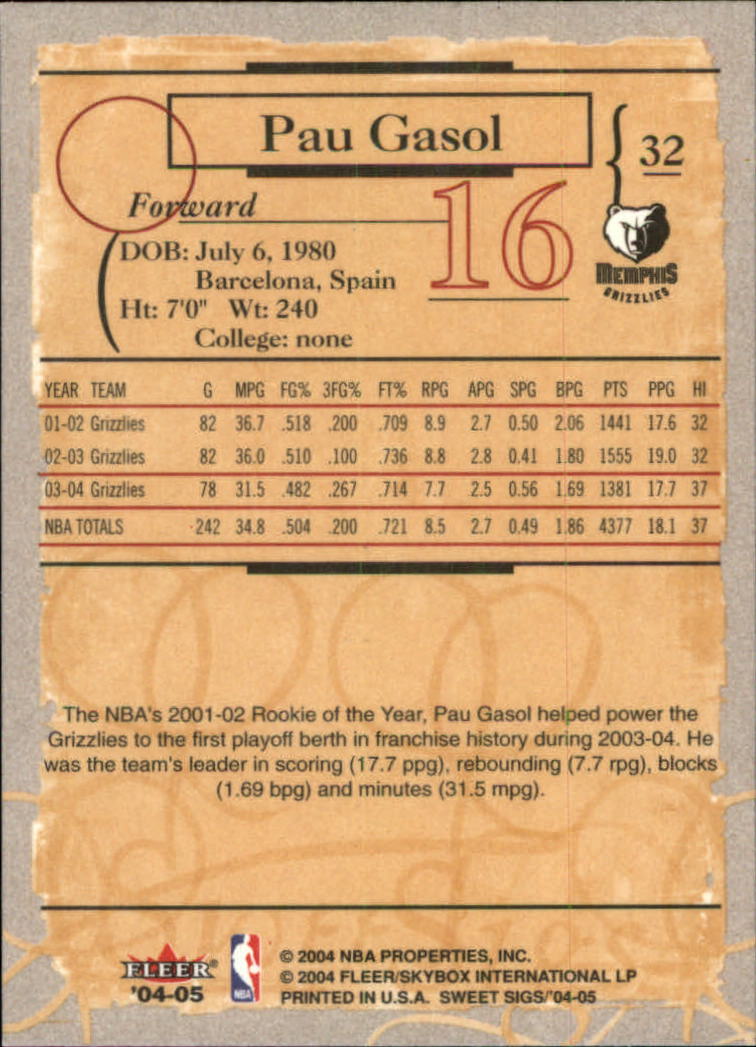 Pau Gasol
32
Forward
16
DOB: July 6, 1980
Barcelona, Spain
Ht: 7'0" Wt: 240
College: none
MEMPHIS
GRIZZLIES
YEAR TEAM G MPG FG% 3FG% FT% RPG APG SPG BPG PTS PPG HI
01-02 Grizzlies 82 36.7 .518 .200 .709 8.9 2.7 0.50 2.06 1441 17.6 32
02-03 Grizzlies 82 36.0 .510 .100 .736 8.8 2.8 0.41 1.80 1555 19.0 32
03-04 Grizzlies 78 31.5 .482 .267 .714 7.7 2.5 0.56 1.69 1381 17.7 37
NBA TOTALS 242 34.8 .504 .200 .721 8.5 2.7 0.49 1.86 4377 18.1 37
The NBA's 2001-02 Rookie of the Year, Pau Gasol helped power the
Grizzlies to the first playoff berth in franchise history during 2003-04. He
was the team's leader in scoring (17.7 ppg), rebounding (7.7 rpg), blocks
(1.69 bpg) and minutes (31.5 mpg).
FLEER®
'04-05
NBA
© 2004 NBA PROPERTIES, INC.
© 2004 FLEER/SKYBOX INTERNATIONAL LP
PRINTED IN U.S.A. SWEET SIGS/'04-05